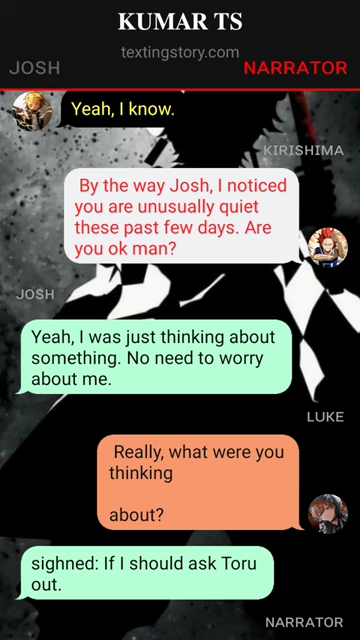 KUMAR TS
textingstory.com
JOSH
NARRATOR
Yeah, I know.
KIRISHIMA
By the way Josh, I noticed
you are unusually quiet
these past few days. Are
you ok man?
JOSH
Yeah, I was just thinking about
something. No need to worry
about me.
LUKE
Really, what were you
thinking
about?
sighned: If I should ask Toru
out.
NARRATOR